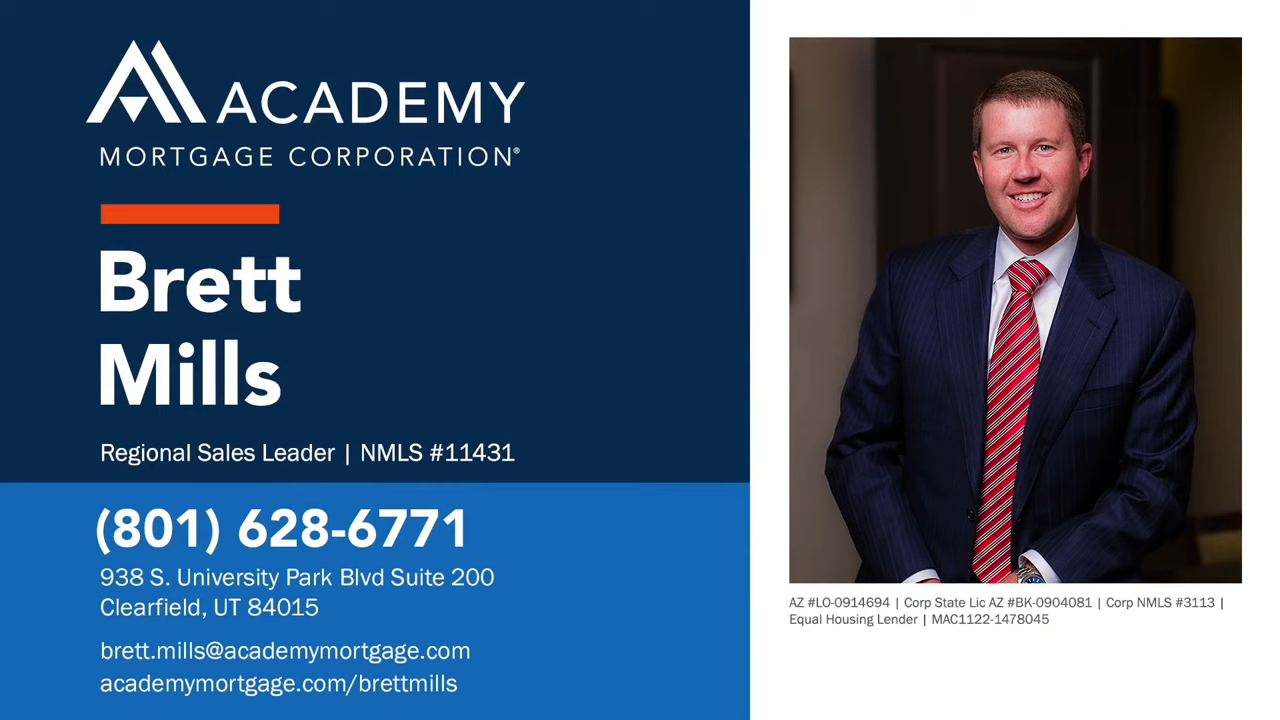 ACADEMY
MORTGAGE CORPORATION®
Brett
Mills
Regional Sales Leader | NMLS #11431
(801) 628-6771
938 S. University Park Blvd Suite 200
Clearfield, UT 84015
brett.mills@academymortgage.com
academymortgage.com/brettmills
AZ #LO-0914694 | Corp State Lic AZ #BK-0904081 | Corp NMLS #3113 |
Equal Housing Lender | MAC1122-1478045